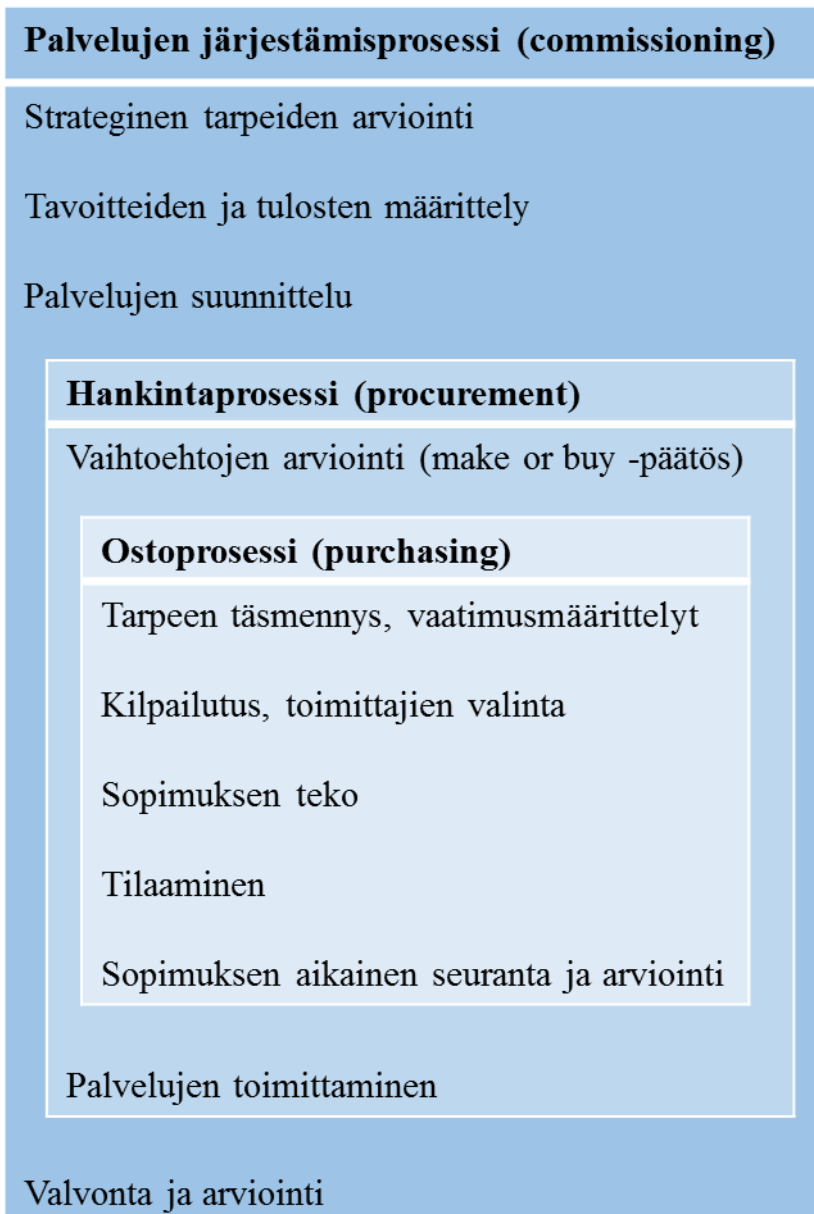 Palvelujen järjestämisprosessi (commissioning)
Strateginen tarpeiden arviointi
Tavoitteiden ja tulosten määrittely
Palvelujen suunnittelu
Hankintaprosessi (procurement)
Vaihtoehtojen arviointi (make or buy -päätös)
Ostoprosessi (purchasing)
Tarpeen täsmennys, vaatimusmäärittelyt
Kilpailutus, toimittajien valinta
Sopimuksen teko
Tilaaminen
Sopimuksen aikainen seuranta ja arviointi
Palvelujen toimittaminen
Valvonta ja arviointi